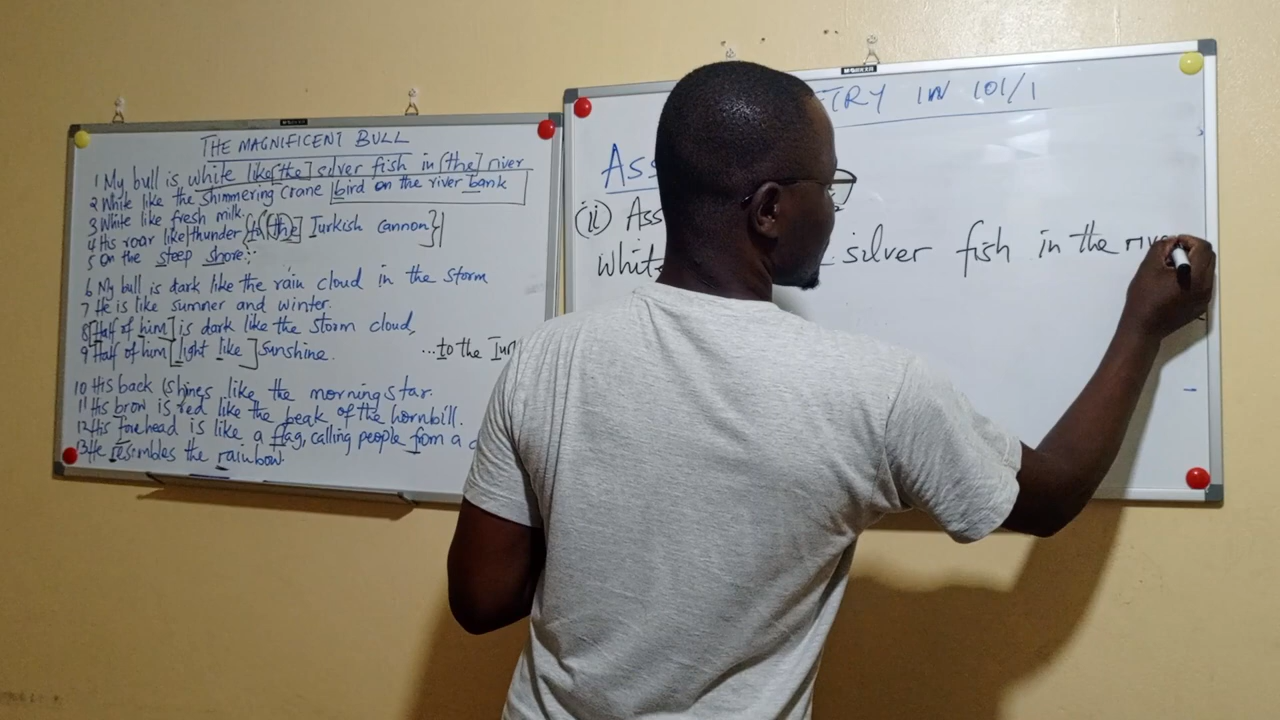 THE MAGNIFICENT BULL
1 My bull is white like [the] silver fish in [the] river
2 White like the shimmering crane bird on the river bank
3 White like fresh milk.
4 His roar like thunder {to (the] Turkish cannon}
5 On the steep shore.
6 My bull is dark like the rain cloud in the storm
7 He is like summer and winter.
8 [Half of him] is dark like the storm cloud,
9 Half of him [light like] Sunshine.
...to the
10 His back shines like the morning star.
11 His brow is red like the beak of the hornbill.
12 His forehead is like a flag, calling people from a
13 He resimbles the rainbow.
TRY IN 101/1
Ass
(ii) Ass
white silver fish in the river